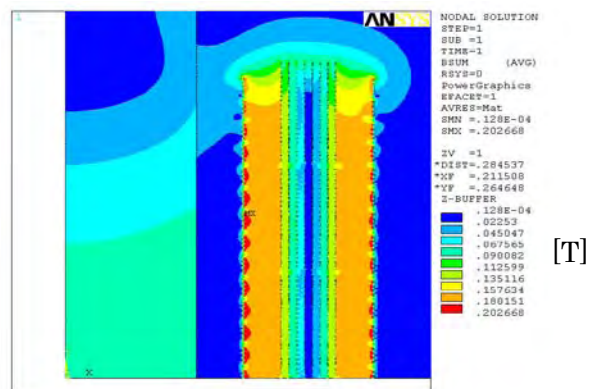 1
ANSYS
NODAL SOLUTION
STEP=1
SUB =1
TIME=1
BSUM (AVG)
RSYS=0
PowerGraphics
EFACET=1
AVRES=Mat
SMN =.128E-04
SMX =.202668
ZV =1
*DIST=.284537
*XF =.211508
*YF =.264648
Z-BUFFER
.128E-04
.02253
.045047
.067565
.090082
.112599
.135116
.157634
.180151
.202668
[T]
MX
X